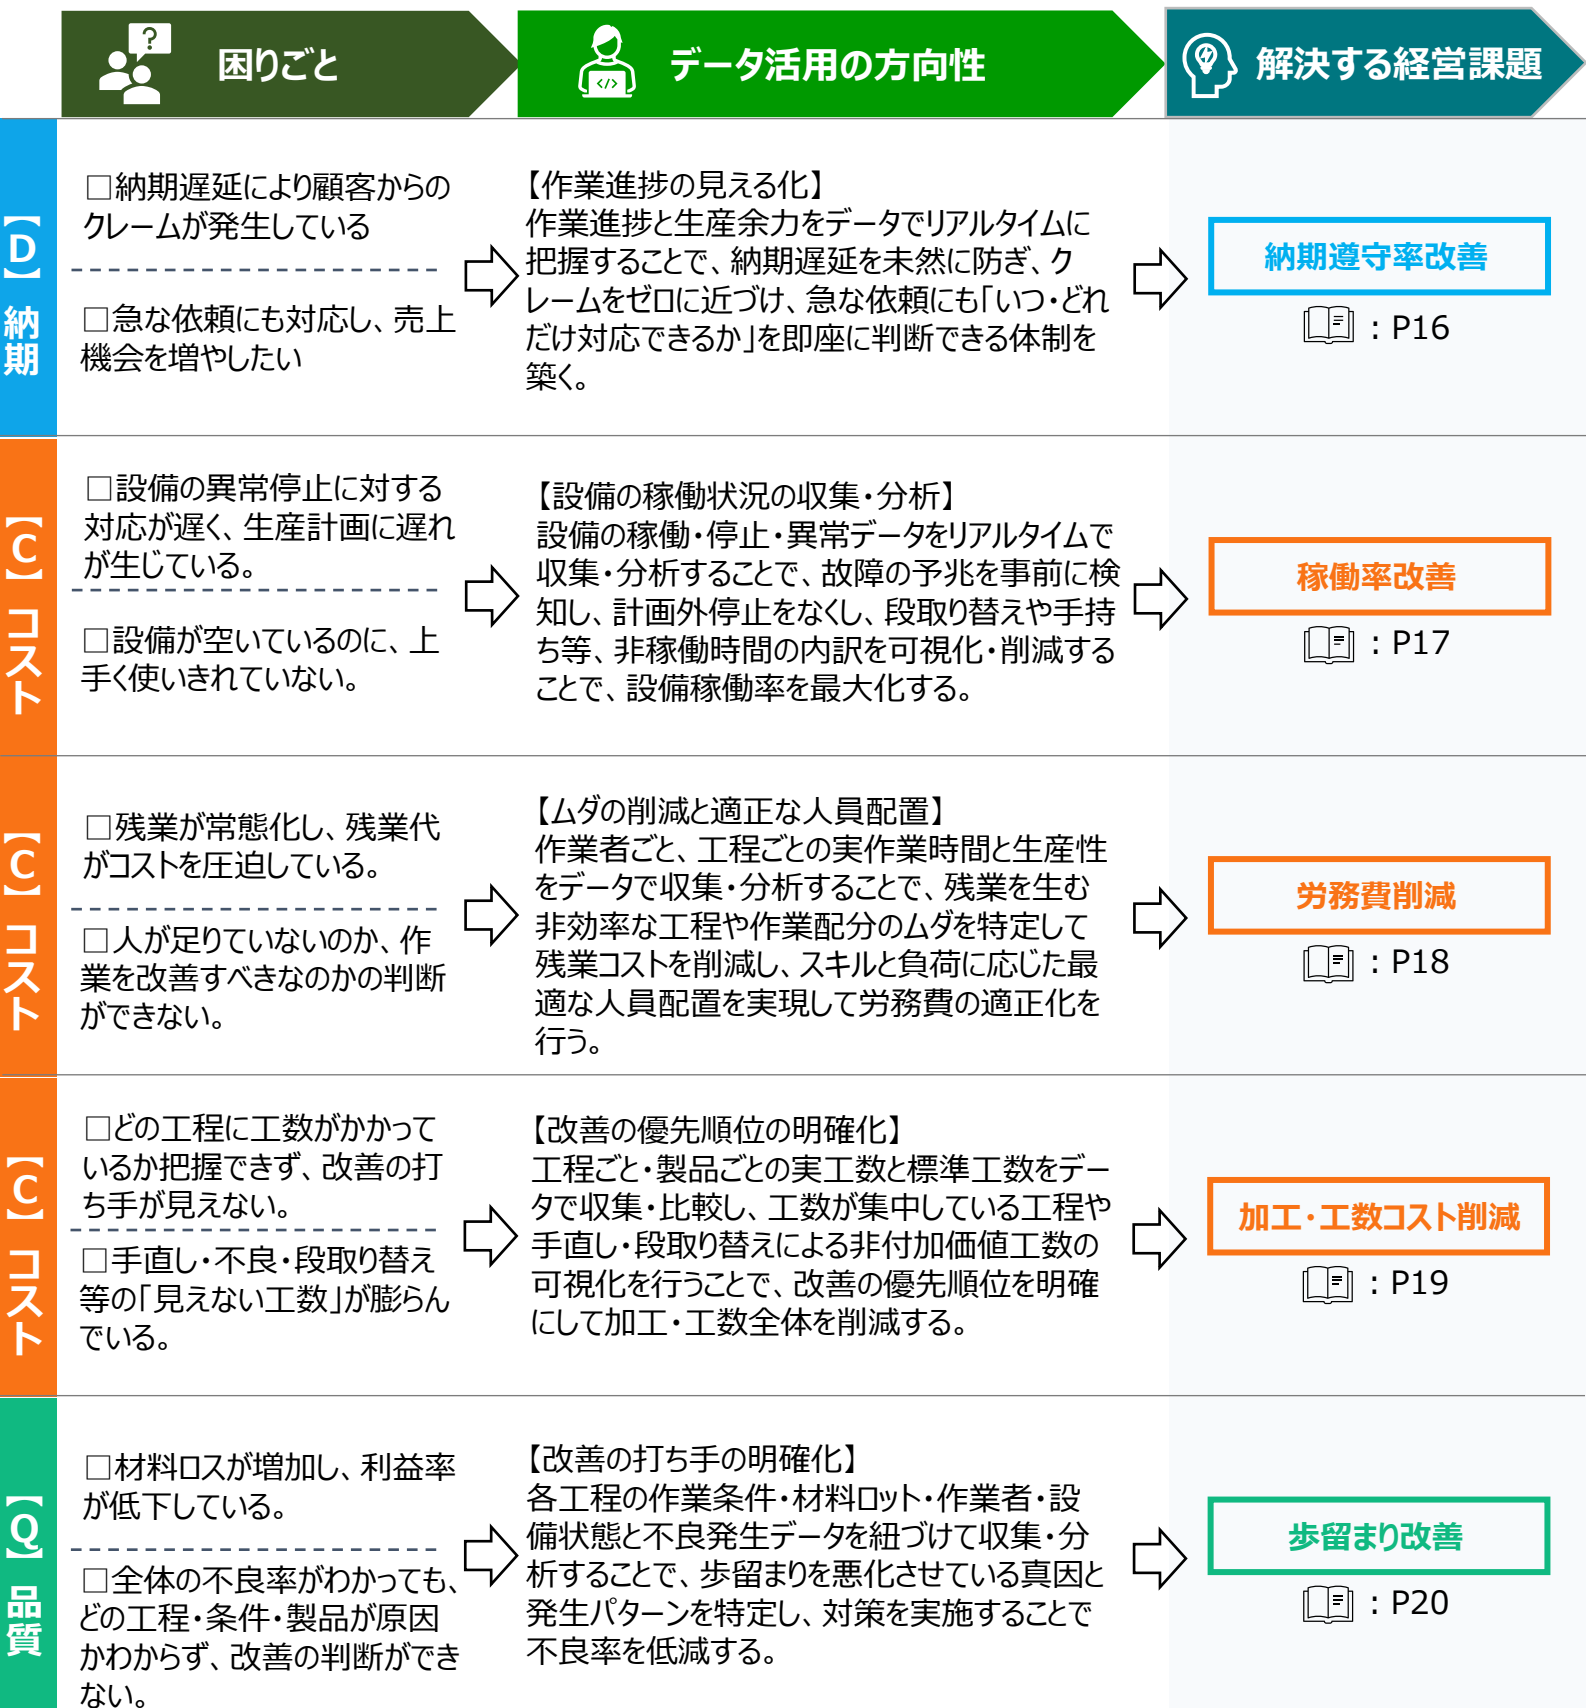 困りごと
データ活用の方向性
解決する経営課題
【D】納期
□納期遅延により顧客からの
クレームが発生している
□急な依頼にも対応し、売上
機会を増やしたい
【作業進捗の見える化】
作業進捗と生産余力をデータでリアルタイムに
把握することで、納期遅延を未然に防ぎ、ク
レームをゼロに近づけ、急な依頼にも「いつ・どれ
だけ対応できるか」を即座に判断できる体制を
築く。
納期遵守率改善
：P16
【C】コスト
□設備の異常停止に対する
対応が遅く、生産計画に遅れ
が生じている。
□設備が空いているのに、上
手く使いきれていない。
【設備の稼働状況の収集・分析】
設備の稼働・停止・異常データをリアルタイムで
収集・分析することで、故障の予兆を事前に検
知し、計画外停止をなくし、段取り替えや手持
ち等、非稼働時間の内訳を可視化・削減する
ことで、設備稼働率を最大化する。
稼働率改善
：P17
【C】コスト
□残業が常態化し、残業代
がコストを圧迫している。
□人が足りていないのか、作
業を改善すべきなのかの判断
ができない。
【ムダの削減と適正な人員配置】
作業者ごと、工程ごとの実作業時間と生産性
をデータで収集・分析することで、残業を生む
非効率な工程や作業配分のムダを特定して
残業コストを削減し、スキルと負荷に応じた最
適な人員配置を実現して労務費の適正化を
行う。
労務費削減
：P18
【C】コスト
□どの工程に工数がかかって
いるか把握できず、改善の打
ち手が見えない。
□手直し・不良・段取り替え
等の「見えない工数」が膨らん
でいる。
【改善の優先順位の明確化】
工程ごと・製品ごとの実工数と標準工数をデー
タで収集・比較し、工数が集中している工程や
手直し・段取り替えによる非付加価値工数の
可視化を行うことで、改善の優先順位を明確
にして加工・工数全体を削減する。
加工・工数コスト削減
：P19
【Q】品質
□材料ロスが増加し、利益率
が低下している。
□全体の不良率がわかっても、
どの工程・条件・製品が原因
かわからず、改善の判断ができ
ない。
【改善の打ち手の明確化】
各工程の作業条件・材料ロット・作業者・設
備状態と不良発生データを紐づけて収集・分
析することで、歩留まりを悪化させている真因と
発生パターンを特定し、対策を実施することで
不良率を低減する。
歩留まり改善
：P20